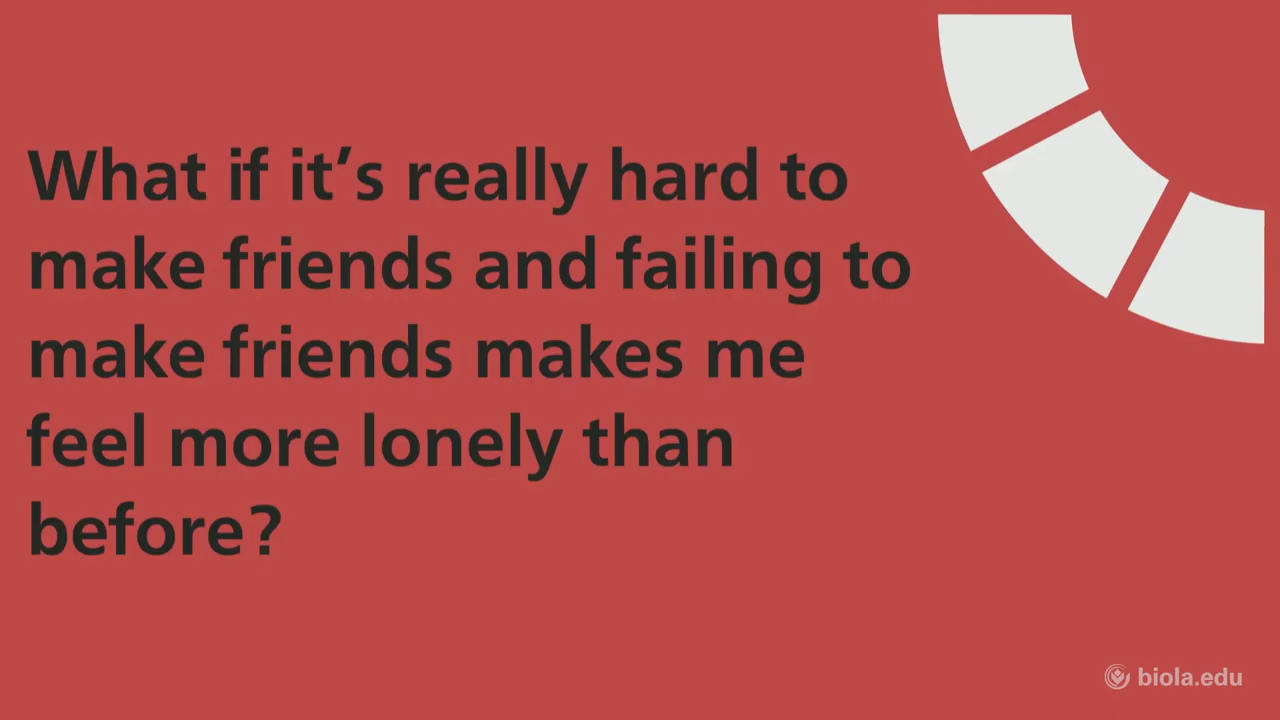 What if it’s really hard to
make friends and failing to
make friends makes me
feel more lonely than
before?
biola.edu